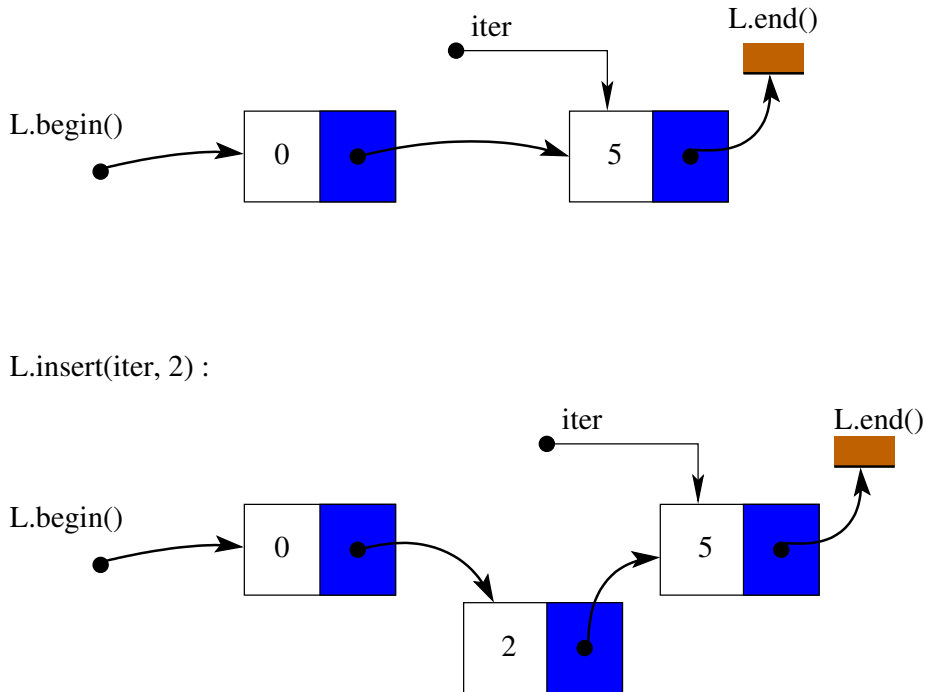 L.end()
iter
L.begin()
0
5
L.insert(iter, 2) :
iter
L.end()
L.begin()
0
5
2